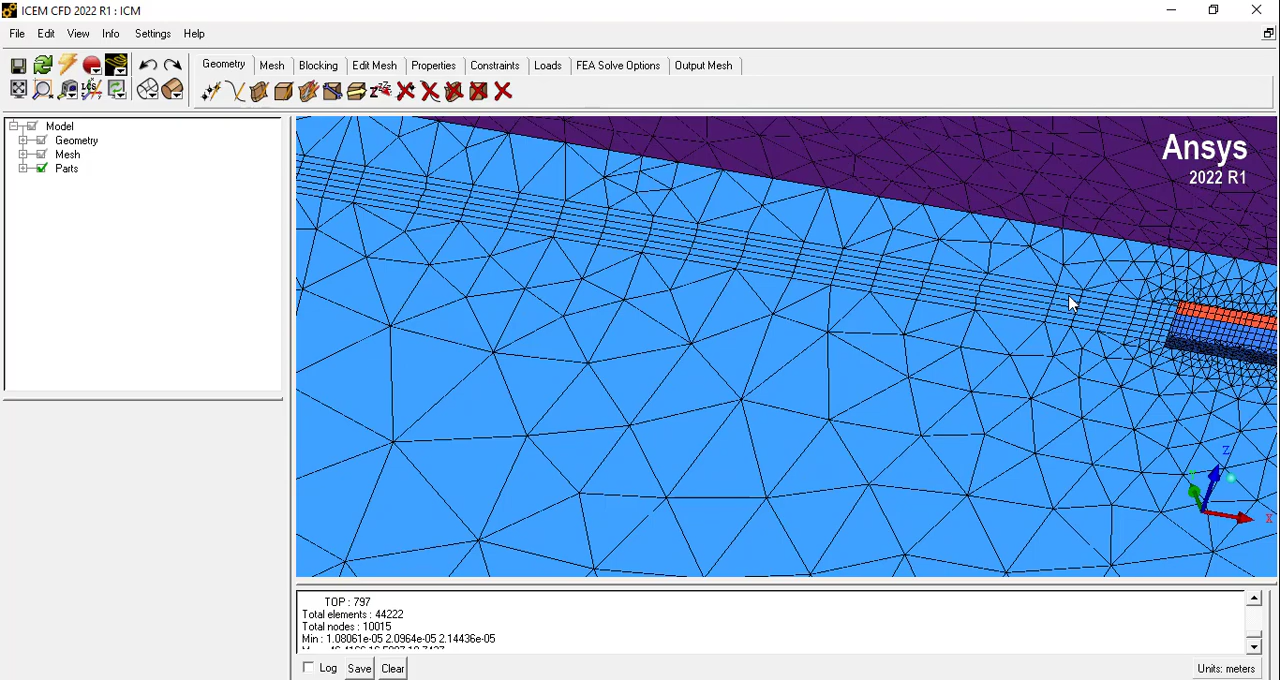 ICEM CFD 2022 R1 : ICM
File Edit View Info Settings Help
Geometry Mesh Blocking Edit Mesh Properties Constraints Loads FEA Solve Options Output Mesh
Model
Geometry
Mesh
Parts
Ansys
2022 R1
Z
X
TOP : 797
Total elements : 44222
Total nodes : 10015
Min : 1.08061e-05 2.0964e-05 2.14436e-05
Log Save Clear
Units: meters